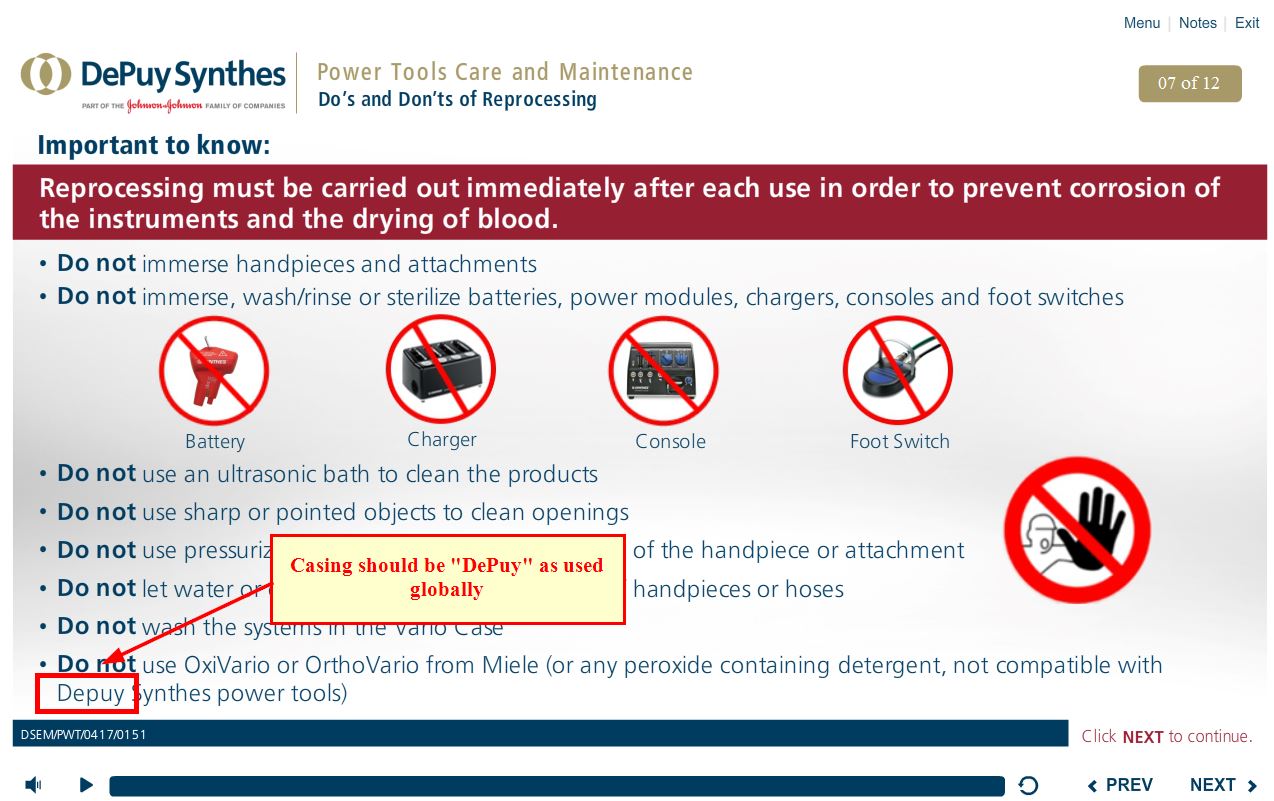 Menu | Notes | Exit
DePuy Synthes
PART OF THE Johnson & Johnson FAMILY OF COMPANIES
Power Tools Care and Maintenance
Do's and Don'ts of Reprocessing
07 of 12
Important to know:
Reprocessing must be carried out immediately after each use in order to prevent corrosion of
the instruments and the drying of blood.
• Do not immerse handpieces and attachments
• Do not immerse, wash/rinse or sterilize batteries, power modules, chargers, consoles and foot switches
SYNTHES
Battery
Charger
Console
Foot Switch
• Do not use an ultrasonic bath to clean the products
• Do not use sharp or pointed objects to clean openings
• Do not use of the handpiece or attachment
• Do not let water or handpieces or hoses
Casing should be "DePuy" as used
globally
• Do not wash the systems in the Vario Case
• Do not use OxiVario or OrthoVario from Miele (or any peroxide containing detergent, not compatible with
Depuy Synthes power tools)
DSEM/PWT/0417/0151
Click NEXT to continue.
PREV
NEXT